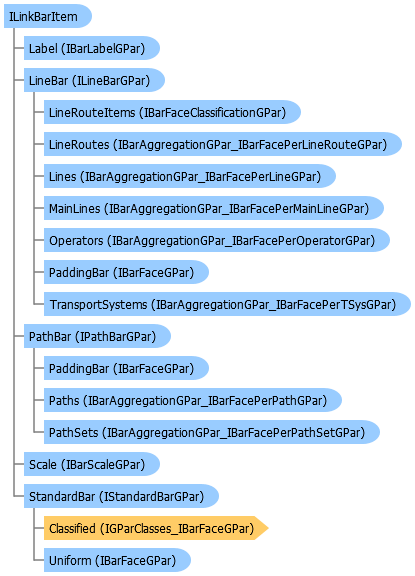 ILinkBarItem
Label (IBarLabelGPar)
LineBar (ILineBarGPar)
LineRouteItems (IBarFaceClassificationGPar)
LineRoutes (IBarAggregationGPar_IBarFacePerLineRouteGPar)
Lines (IBarAggregationGPar_IBarFacePerLineGPar)
MainLines (IBarAggregationGPar_IBarFacePerMainLineGPar)
Operators (IBarAggregationGPar_IBarFacePerOperatorGPar)
PaddingBar (IBarFaceGPar)
TransportSystems (IBarAggregationGPar_IBarFacePerTSysGPar)
PathBar (IPathBarGPar)
PaddingBar (IBarFaceGPar)
Paths (IBarAggregationGPar_IBarFacePerPathGPar)
PathSets (IBarAggregationGPar_IBarFacePerPathSetGPar)
Scale (IBarScaleGPar)
StandardBar (IStandardBarGPar)
Classified (IGParClasses_IBarFaceGPar)
Uniform (IBarFaceGPar)